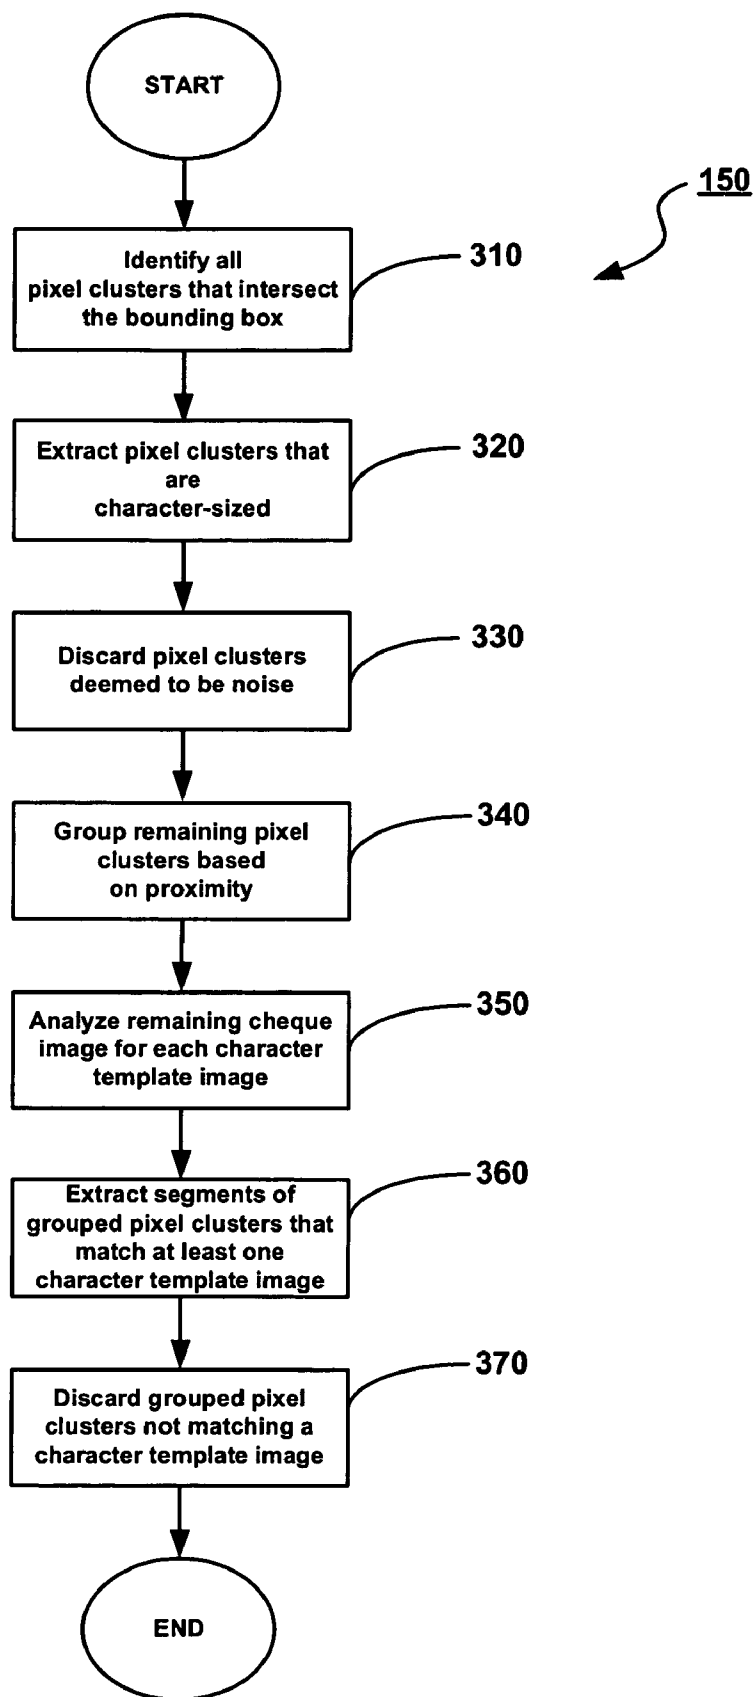 START
150
Identify all
pixel clusters that intersect
the bounding box
310
Extract pixel clusters that
are
character-sized
320
Discard pixel clusters
deemed to be noise
330
Group remaining pixel
clusters based
on proximity
340
Analyze remaining cheque
image for each character
template image
350
Extract segments of
grouped pixel clusters that
match at least one
character template image
360
Discard grouped pixel
clusters not matching a
character template image
370
END